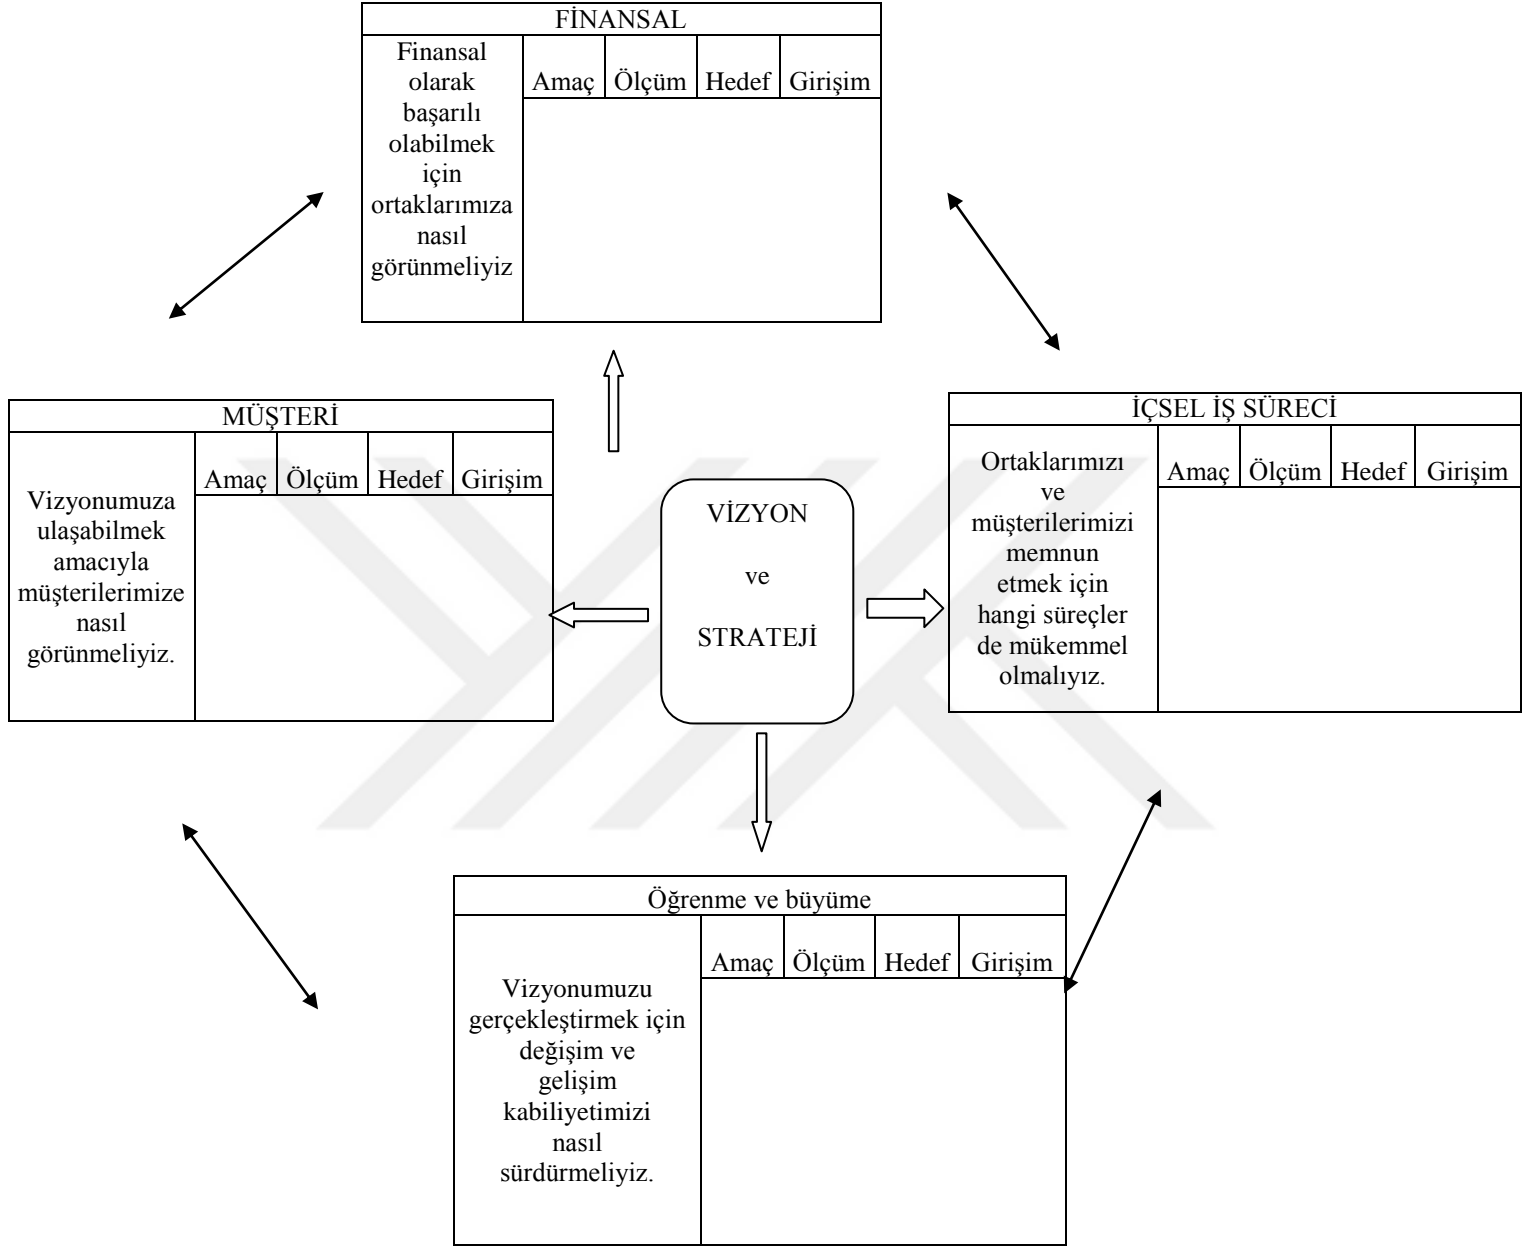 FİNANSAL
Finansal
olarak
başarılı
olabilmek
için
ortaklarımıza
nasıl
görünmeliyiz
Amaç Ölçüm Hedef Girişim
MÜŞTERİ
Vizyonumuza
ulaşabilmek
amacıyla
müşterilerimize
nasıl
görünmeliyiz.
Amaç Ölçüm Hedef Girişim
VİZYON
ve
STRATEJİ
İÇSEL İŞ SÜRECİ
Ortaklarımızı
ve
müşterilerimizi
memnun
etmek için
hangi süreçler
de mükemmel
olmalıyız.
Amaç Ölçüm Hedef Girişim
Öğrenme ve büyüme
Vizyonumuzu
gerçekleştirmek için
değişim ve
gelişim
kabiliyetimizi
nasıl
sürdürmeliyiz.
Amaç Ölçüm Hedef Girişim